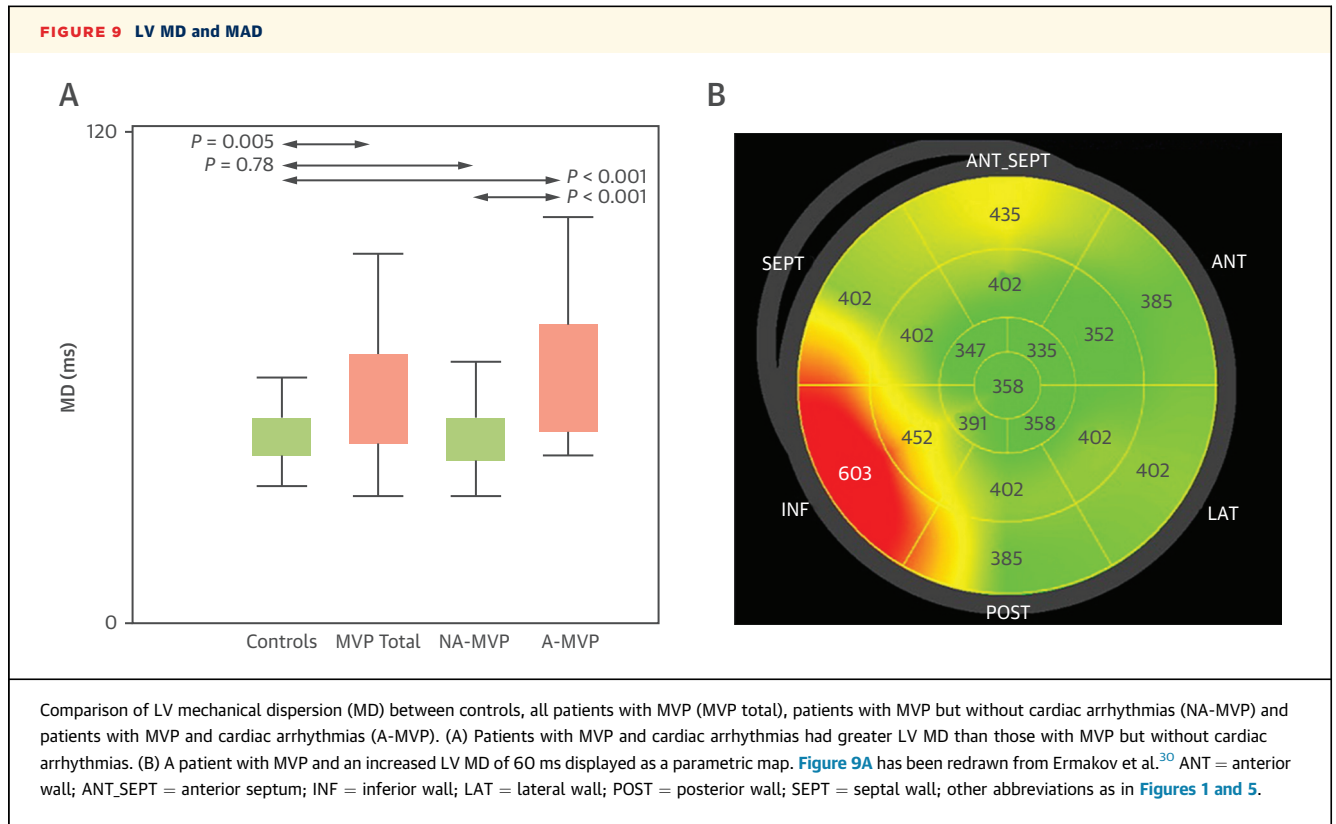 FIGURE 9 LV MD and MAD
A
120
P = 0.005
P = 0.78
P < 0.001
P < 0.001
MD (ms)
0
Controls MVP Total NA-MVP A-MVP
B
ANT_SEPT
435
SEPT
ANT
402
402
385
402
352
347
335
358
391
358
452
402
603
402
402
INF
LAT
385
POST
Comparison of LV mechanical dispersion (MD) between controls, all patients with MVP (MVP total), patients with MVP but without cardiac arrhythmias (NA-MVP) and
patients with MVP and cardiac arrhythmias (A-MVP). (A) Patients with MVP and cardiac arrhythmias had greater LV MD than those with MVP but without cardiac
arrhythmias. (B) A patient with MVP and an increased LV MD of 60 ms displayed as a parametric map. Figure 9A has been redrawn from Ermakov et al.30 ANT = anterior
wall; ANT_SEPT = anterior septum; INF = inferior wall; LAT = lateral wall; POST = posterior wall; SEPT = septal wall; other abbreviations as in Figures 1 and 5.